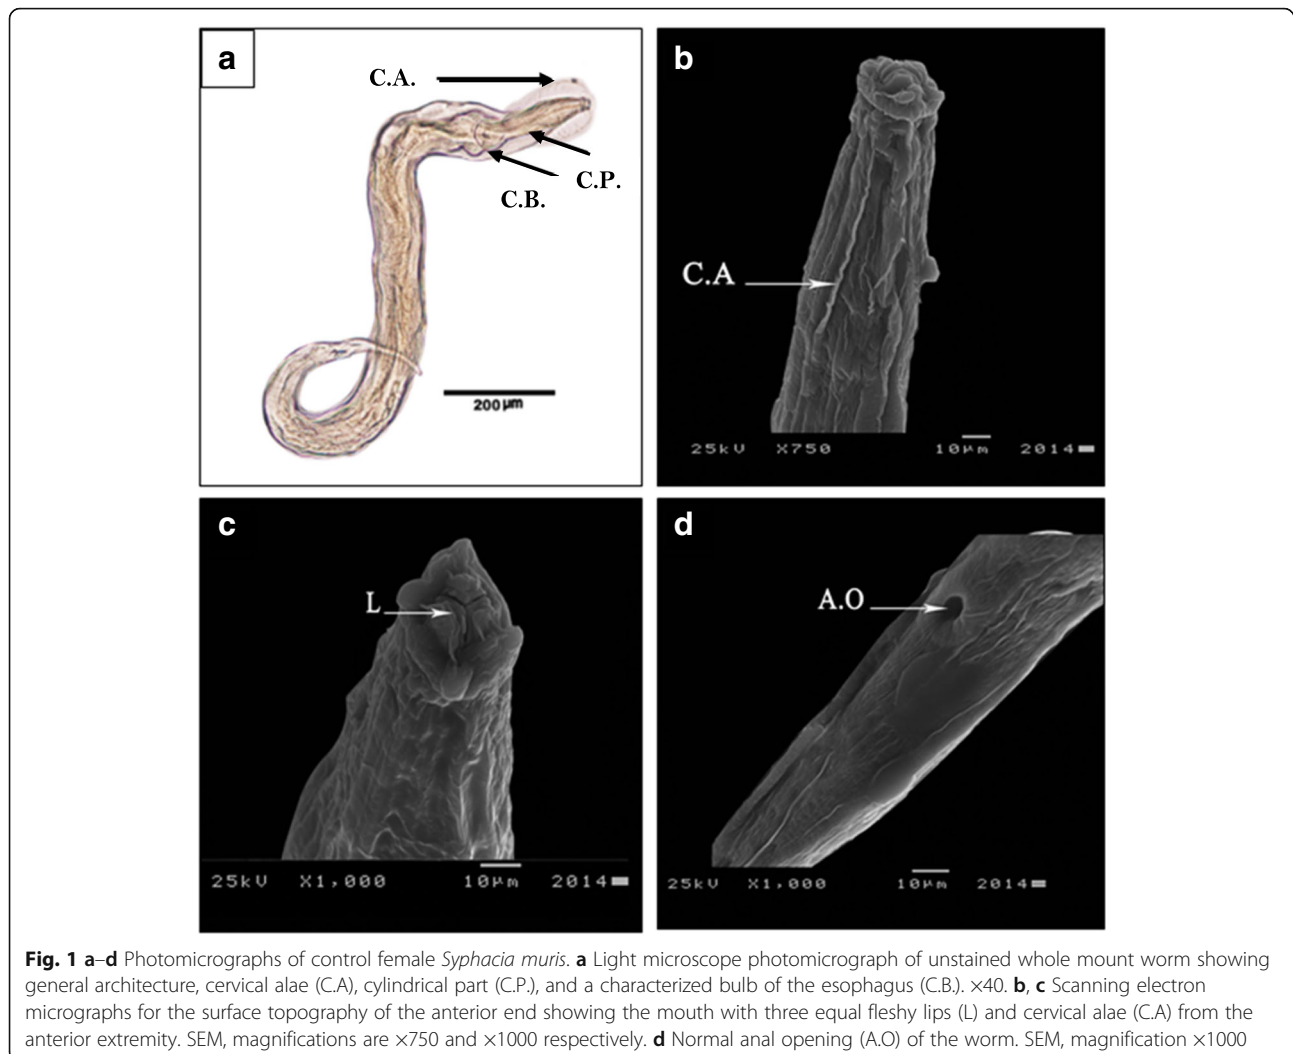 a
C.A.
C.P.
C.B.
200 µm
b
C.A
25kV X750 10µm 2014
c
L
25kV X1,000 10µm 2014
d
A.O
25kV X1,000 10µm 2014
Fig. 1 a–d Photomicrographs of control female Syphacia muris. a Light microscope photomicrograph of unstained whole mount worm showing
general architecture, cervical alae (C.A), cylindrical part (C.P.), and a characterized bulb of the esophagus (C.B.). ×40. b, c Scanning electron
micrographs for the surface topography of the anterior end showing the mouth with three equal fleshy lips (L) and cervical alae (C.A) from the
anterior extremity. SEM, magnifications are ×750 and ×1000 respectively. d Normal anal opening (A.O) of the worm. SEM, magnification ×1000